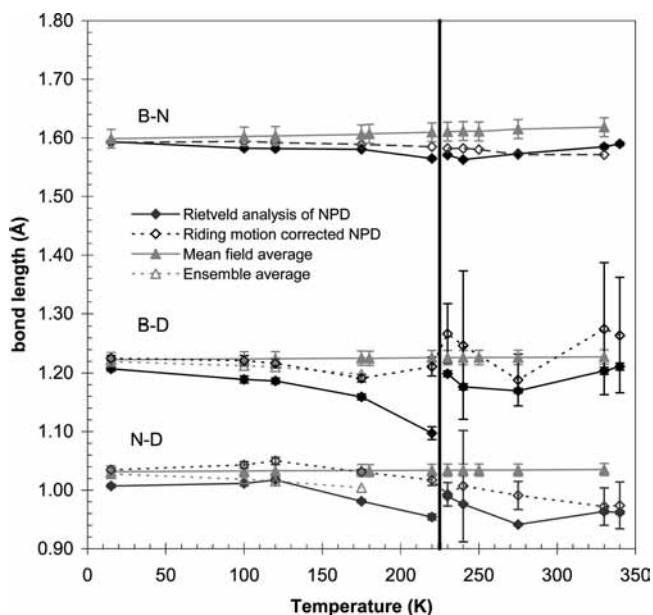 1.80
1.70
1.60
1.50
1.40
1.30
1.20
1.10
1.00
0.90
bond length (Å)
B-N
Rietveld analysis of NPD
Riding motion corrected NPD
Mean field average
Ensemble average
B-D
N-D
0 50 100 150 200 250 300 350
Temperature (K)